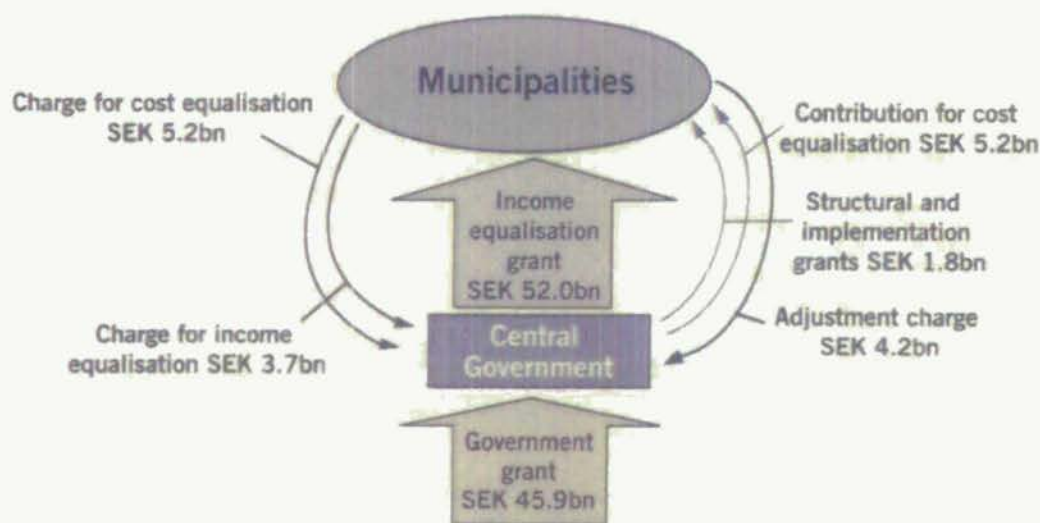 Municipalities
Charge for cost equalisation
SEK 5.2bn
Contribution for cost
equalisation SEK 5.2bn
Income
equalisation
grant
SEK 52.0bn
Structural and
implementation
grants SEK 1.8bn
Charge for income
equalisation SEK 3.7bn
Central
Government
Adjustment charge
SEK 4.2bn
Government
grant
SEK 45.9bn